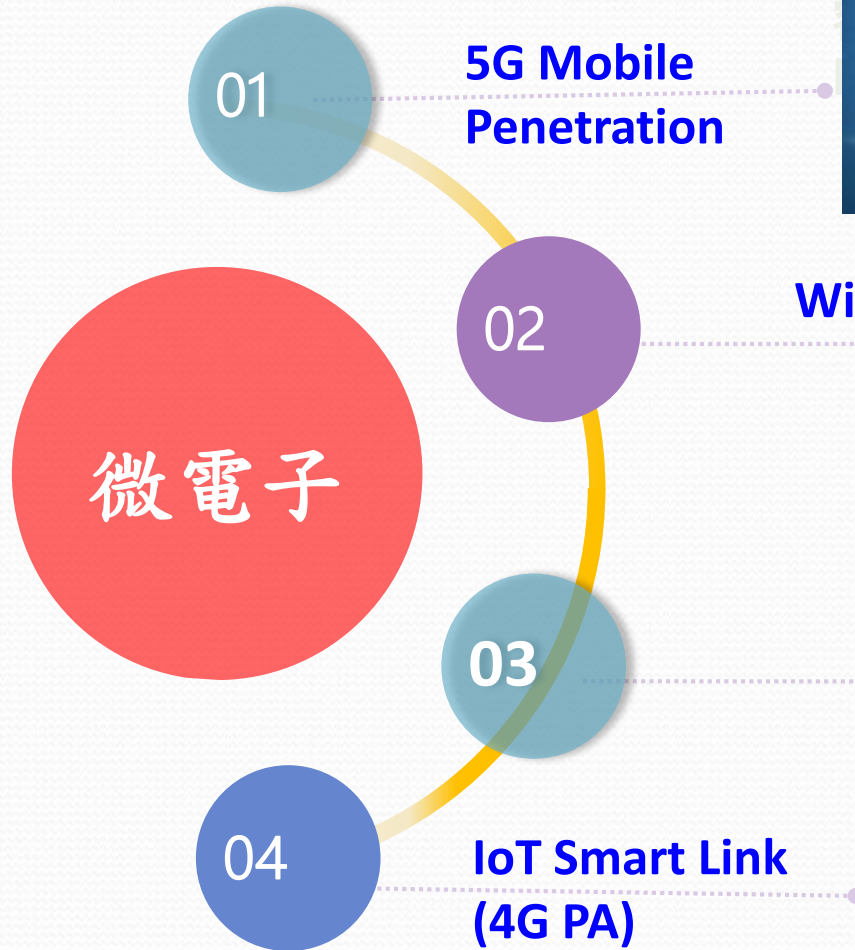 01
5G Mobile
Penetration
02
Wi
微電子
03
04
IoT Smart Link
(4G PA)